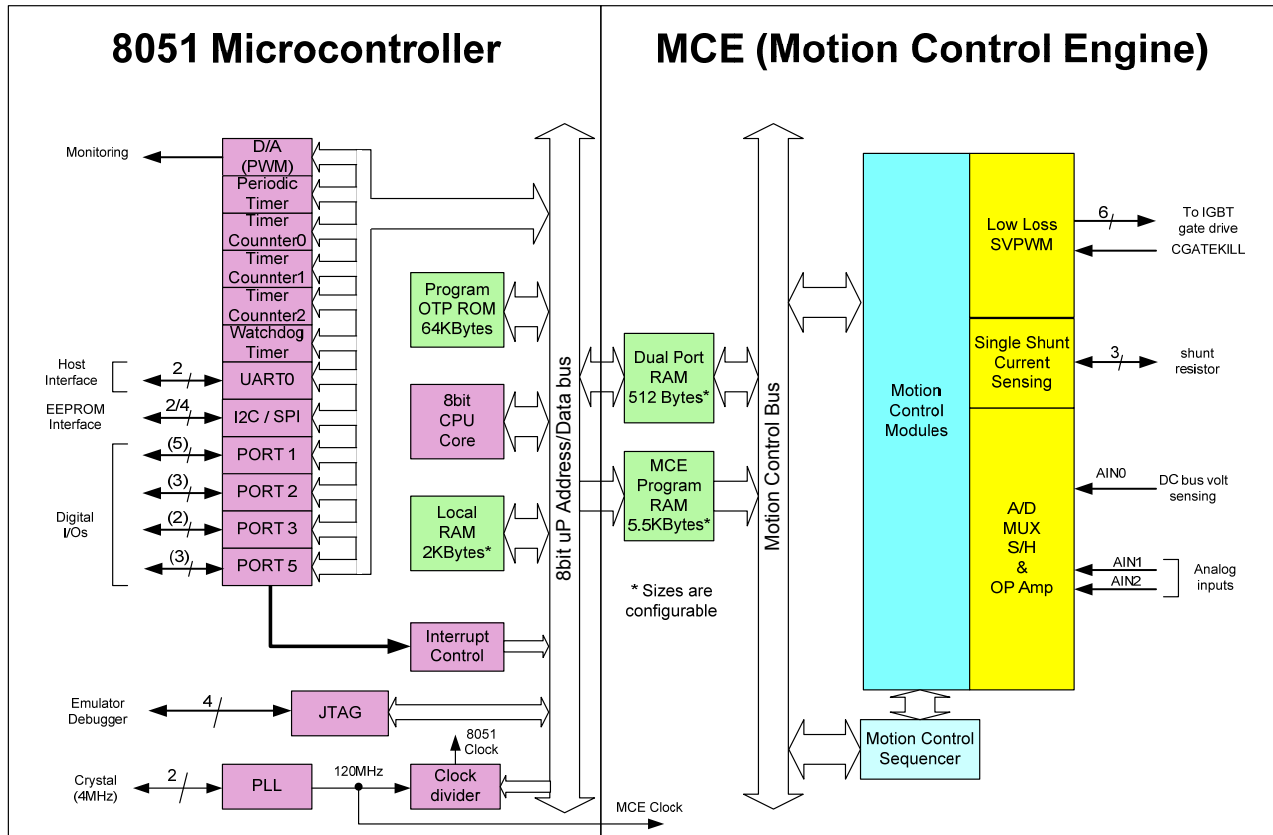 8051 Microcontroller
MCE (Motion Control Engine)
Monitoring
D/A
(PWM)
Periodic
Timer
Timer
Counnter0
Timer
Counnter1
Timer
Counnter2
Watchdog
Timer
Host
Interface
2
UART0
EEPROM
Interface
2/4
I2C / SPI
Digital
I/Os
(5)
PORT 1
(3)
PORT 2
(2)
PORT 3
(3)
PORT 5
Program
OTP ROM
64KBytes
8bit
CPU
Core
Local
RAM
2KBytes*
Interrupt
Control
Emulator
Debugger
4
JTAG
8051
Clock
Crystal
(4MHz)
2
PLL
120MHz
Clock
divider
MCE Clock
8bit uP Address/Data bus
Dual Port
RAM
512 Bytes*
MCE
Program
RAM
5.5KBytes*
* Sizes are
configurable
Motion Control Bus
Motion
Control
Modules
Low Loss
SVPWM
6
To IGBT
gate drive
CGATEKILL
Single Shunt
Current
Sensing
3
shunt
resistor
A/D
MUX
S/H
&
OP Amp
AIN0
DC bus volt
sensing
AIN1
AIN2
Analog
inputs
Motion Control
Sequencer